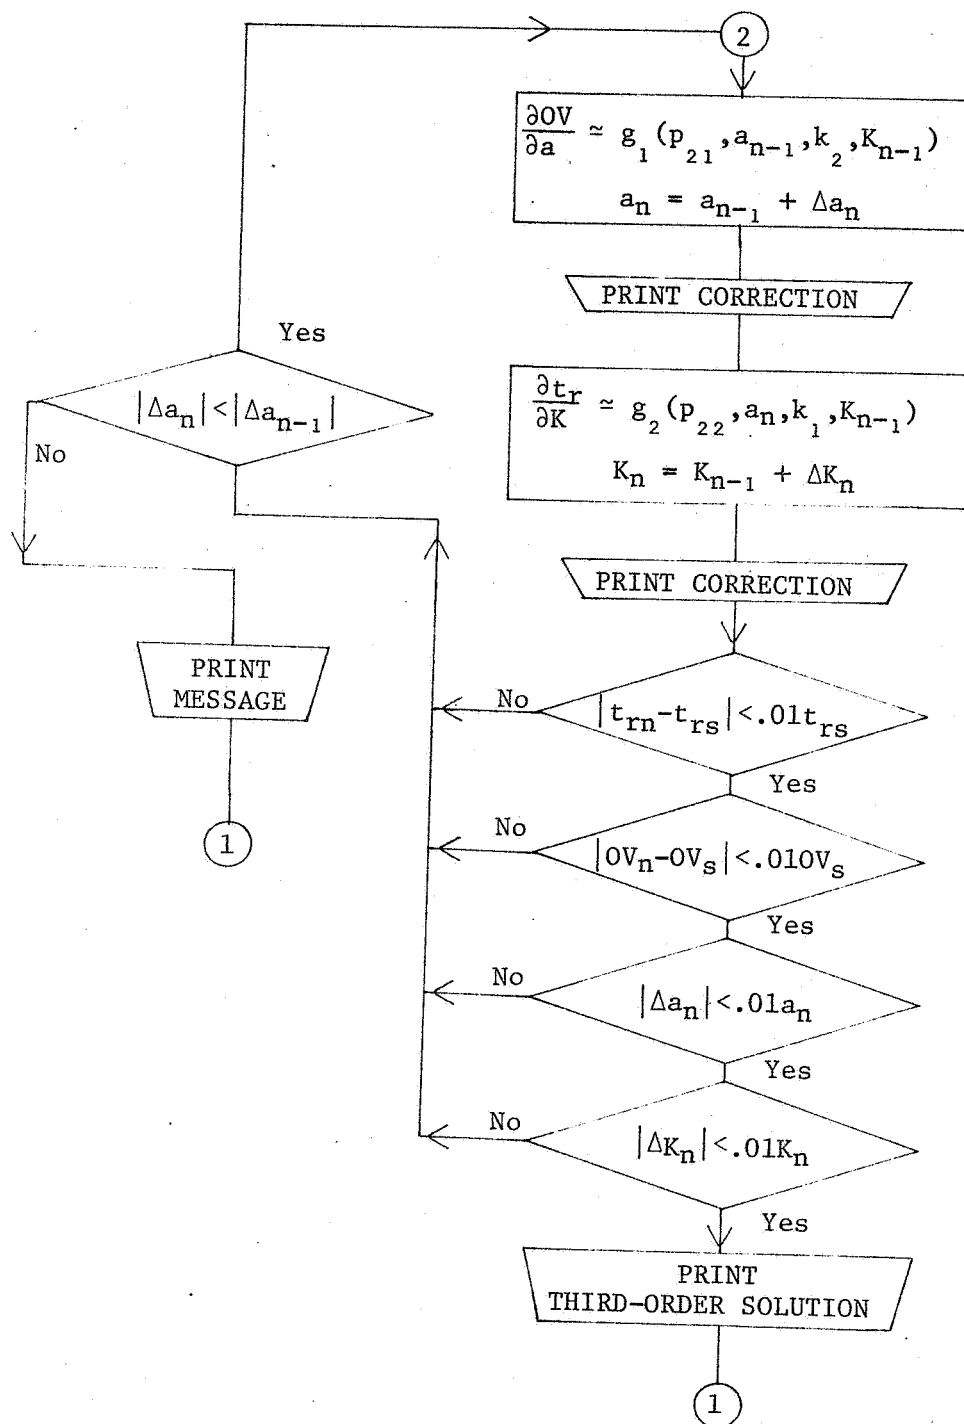 2
∂OV/∂a ≃ g₁(p₂₁,aₙ₋₁,k₂,Kₙ₋₁)
aₙ = aₙ₋₁ + Δaₙ
PRINT CORRECTION
Yes
|Δaₙ|<|Δaₙ₋₁|
No
∂tᵣ/∂K ≃ g₂(p₂₂,aₙ,k₁,Kₙ₋₁)
Kₙ = Kₙ₋₁ + ΔKₙ
PRINT CORRECTION
PRINT
MESSAGE
1
No
|tᵣₙ-tᵣₛ|<.01tᵣₛ
Yes
No
|OVₙ-OVₛ|<.01OVₛ
Yes
No
|Δaₙ|<.01aₙ
Yes
No
|ΔKₙ|<.01Kₙ
Yes
PRINT
THIRD-ORDER SOLUTION
1